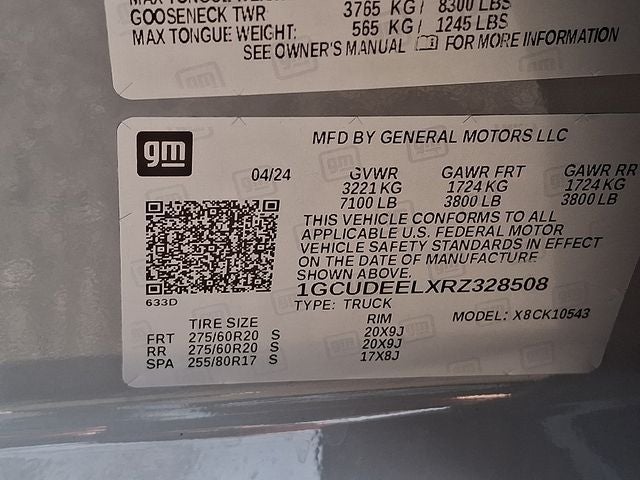 MAX TONGUE WEIGHT:
GOOSENECK TWR 3765 KG / 8300 LBS
MAX TONGUE WEIGHT: 565 KG / 1245 LBS
SEE OWNER'S MANUAL FOR MORE INFORMATION
gm
MFD BY GENERAL MOTORS LLC
04/24 GVWR GAWR FRT GAWR RR
3221 KG 1724 KG 1724 KG
7100 LB 3800 LB 3800 LB
THIS VEHICLE CONFORMS TO ALL
APPLICABLE U.S. FEDERAL MOTOR
VEHICLE SAFETY STANDARDS IN EFFECT
ON THE DATE OF MANUFACTURE
SHOWN ABOVE.
633D
1GCUDEELXRZ328508
TYPE: TRUCK
MODEL: X8CK10543
TIRE SIZE RIM
FRT 275/60R20 S 20X9J
RR 275/60R20 S 20X9J
SPA 255/80R17 S 17X8J